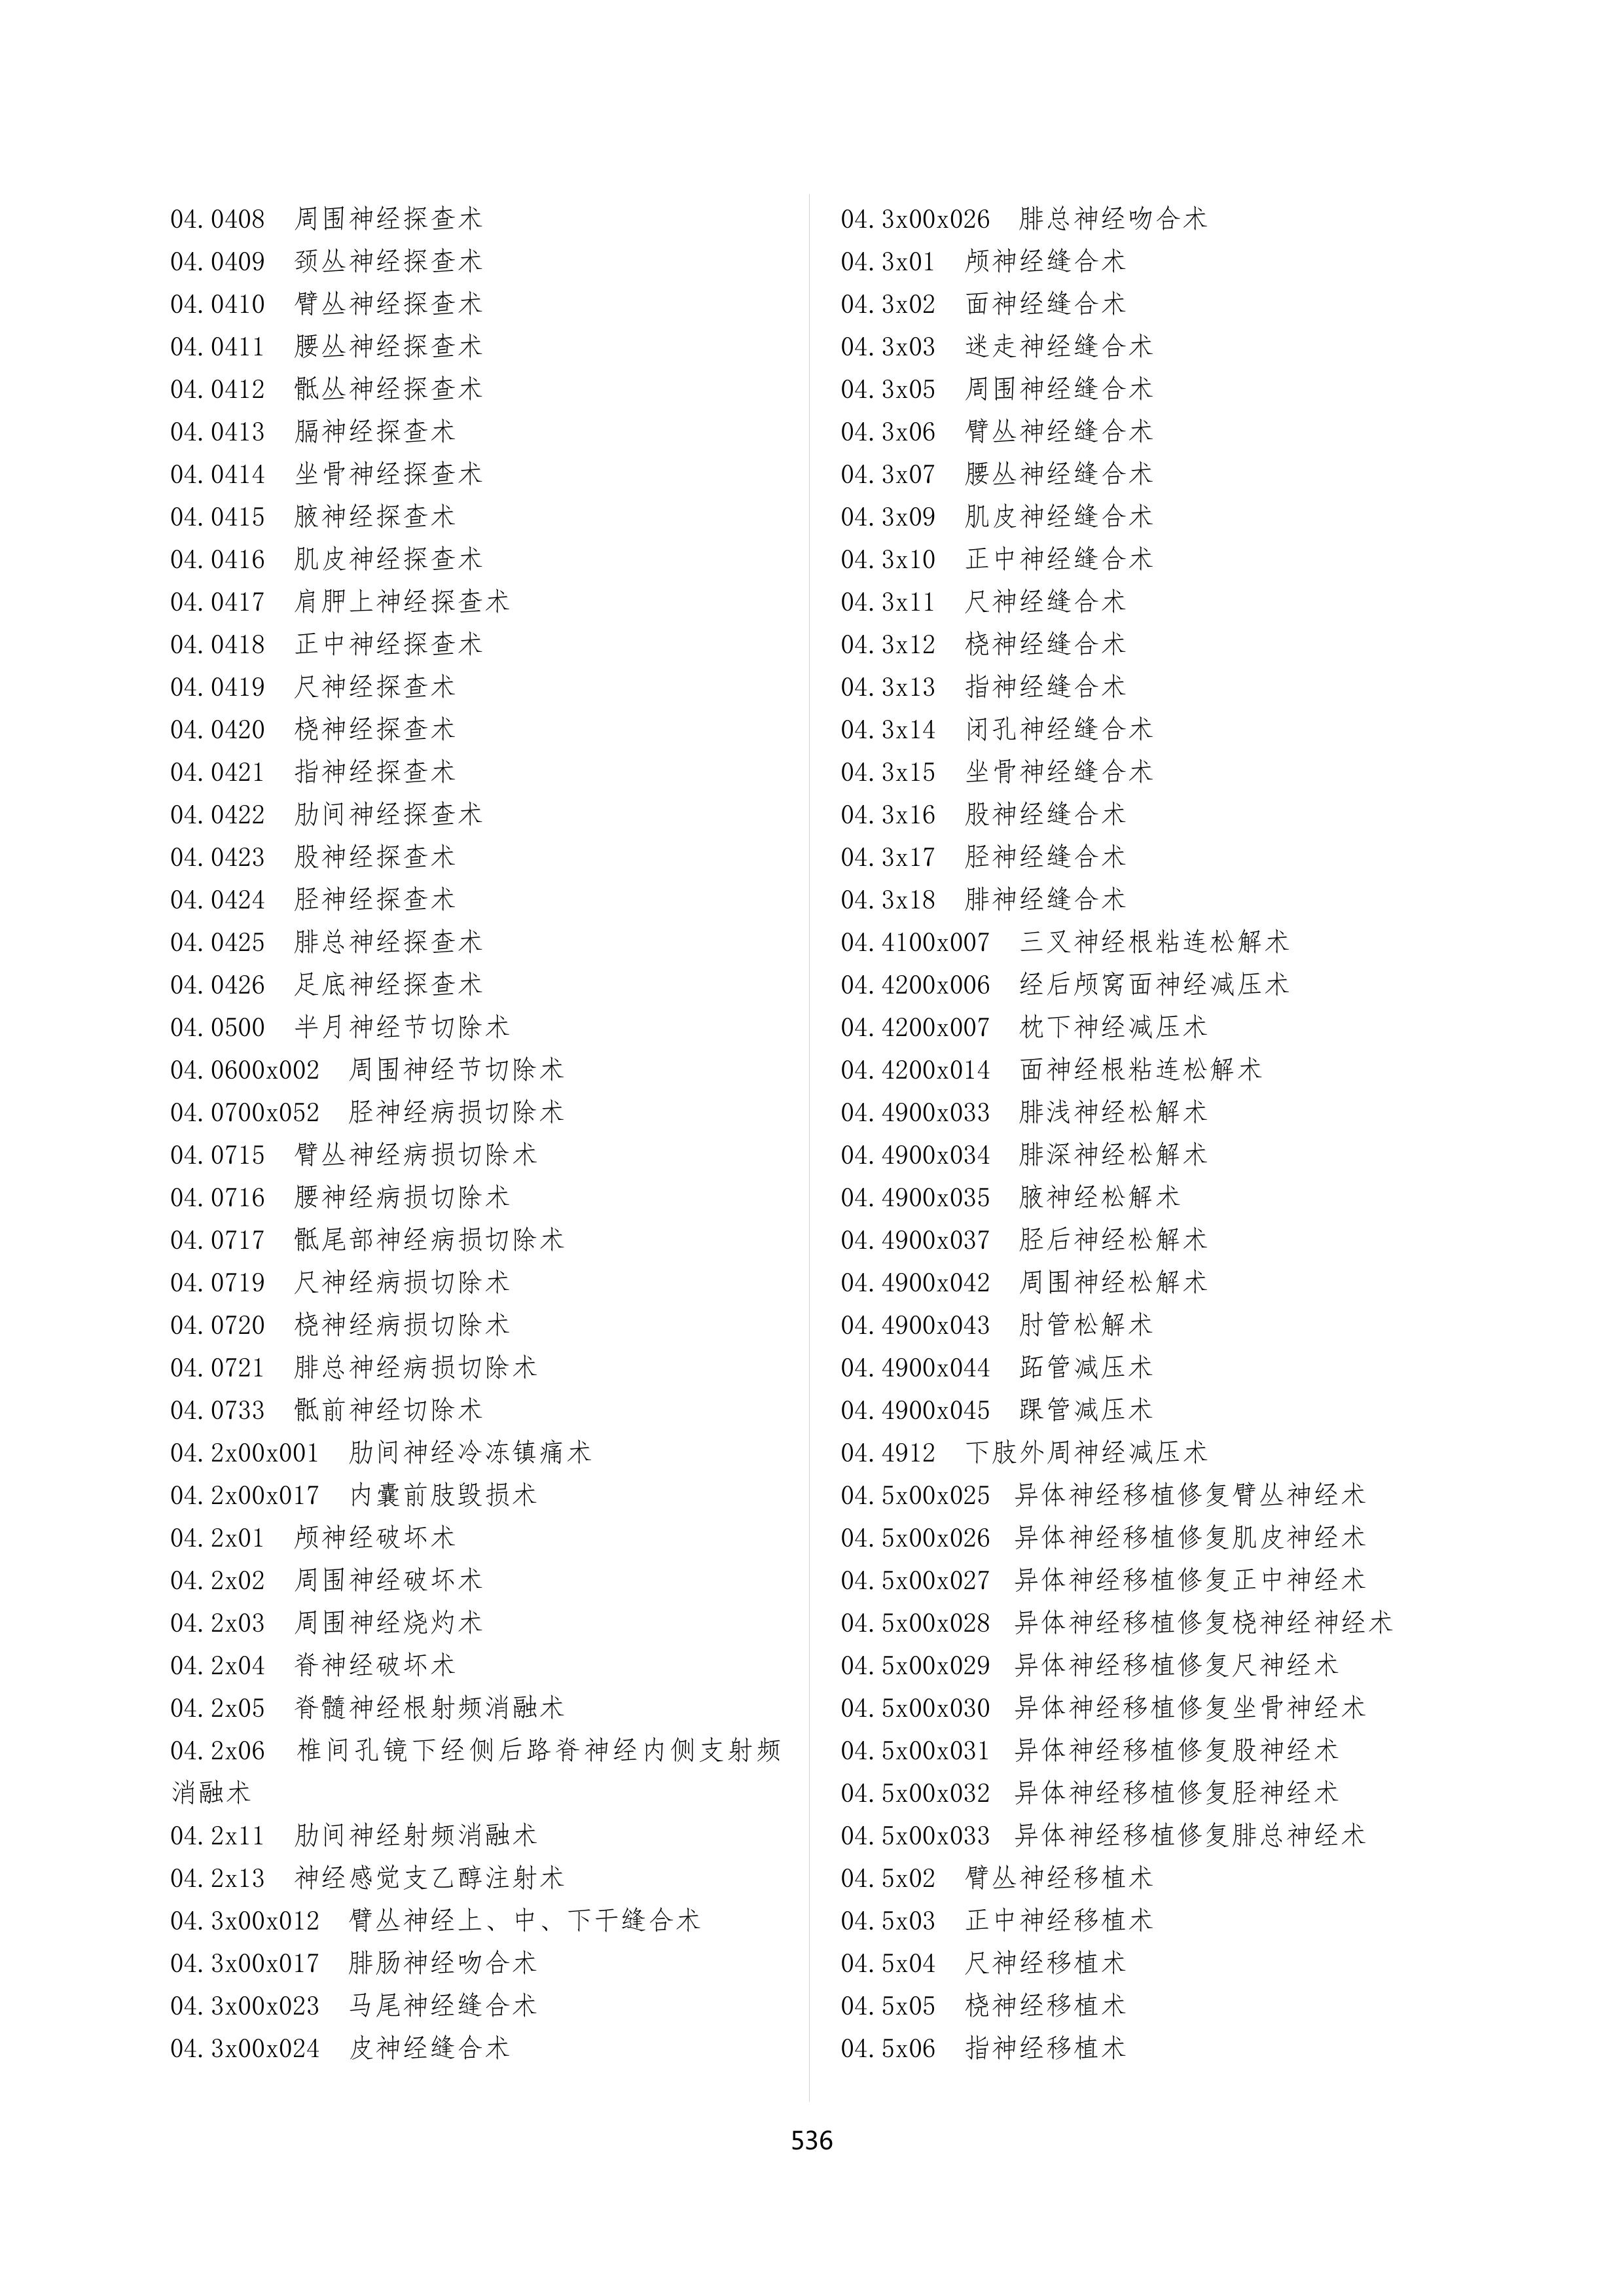 04.0408 周围神经探查术
04.0409 颈丛神经探查术
04.0410 臂丛神经探查术
04.0411 腰丛神经探查术
04.0412 骶丛神经探查术
04.0413 膈神经探查术
04.0414 坐骨神经探查术
04.0415 腋神经探查术
04.0416 肌皮神经探查术
04.0417 肩胛上神经探查术
04.0418 正中神经探查术
04.0419 尺神经探查术
04.0420 桡神经探查术
04.0421 指神经探查术
04.0422 肋间神经探查术
04.0423 股神经探查术
04.0424 胫神经探查术
04.0425 腓总神经探查术
04.0426 足底神经探查术
04.0500 半月神经节切除术
04.0600x002 周围神经节切除术
04.0700x052 胫神经病损切除术
04.0715 臂丛神经病损切除术
04.0716 腰神经病损切除术
04.0717 骶尾部神经病损切除术
04.0719 尺神经病损切除术
04.0720 桡神经病损切除术
04.0721 腓总神经病损切除术
04.0733 骶前神经切除术
04.2x00x001 肋间神经冷冻镇痛术
04.2x00x017 内囊前肢毁损术
04.2x01 颅神经破坏术
04.2x02 周围神经破坏术
04.2x03 周围神经烧灼术
04.2x04 脊神经破坏术
04.2x05 脊髓神经根射频消融术
04.2x06 椎间孔镜下经侧后路脊神经内侧支射频
消融术
04.2x11 肋间神经射频消融术
04.2x13 神经感觉支乙醇注射术
04.3x00x012 臂丛神经上、中、下干缝合术
04.3x00x017 腓肠神经吻合术
04.3x00x023 马尾神经缝合术
04.3x00x024 皮神经缝合术
04.3x00x026 腓总神经吻合术
04.3x01 颅神经缝合术
04.3x02 面神经缝合术
04.3x03 迷走神经缝合术
04.3x05 周围神经缝合术
04.3x06 臂丛神经缝合术
04.3x07 腰丛神经缝合术
04.3x09 肌皮神经缝合术
04.3x10 正中神经缝合术
04.3x11 尺神经缝合术
04.3x12 桡神经缝合术
04.3x13 指神经缝合术
04.3x14 闭孔神经缝合术
04.3x15 坐骨神经缝合术
04.3x16 股神经缝合术
04.3x17 胫神经缝合术
04.3x18 腓神经缝合术
04.4100x007 三叉神经根粘连松解术
04.4200x006 经后颅窝面神经减压术
04.4200x007 枕下神经减压术
04.4200x014 面神经根粘连松解术
04.4900x033 腓浅神经松解术
04.4900x034 腓深神经松解术
04.4900x035 腋神经松解术
04.4900x037 胫后神经松解术
04.4900x042 周围神经松解术
04.4900x043 肘管松解术
04.4900x044 跖管减压术
04.4900x045 踝管减压术
04.4912 下肢外周神经减压术
04.5x00x025 异体神经移植修复臂丛神经术
04.5x00x026 异体神经移植修复肌皮神经术
04.5x00x027 异体神经移植修复正中神经术
04.5x00x028 异体神经移植修复桡神经神经术
04.5x00x029 异体神经移植修复尺神经术
04.5x00x030 异体神经移植修复坐骨神经术
04.5x00x031 异体神经移植修复股神经术
04.5x00x032 异体神经移植修复胫神经术
04.5x00x033 异体神经移植修复腓总神经术
04.5x02 臂丛神经移植术
04.5x03 正中神经移植术
04.5x04 尺神经移植术
04.5x05 桡神经移植术
04.5x06 指神经移植术
536